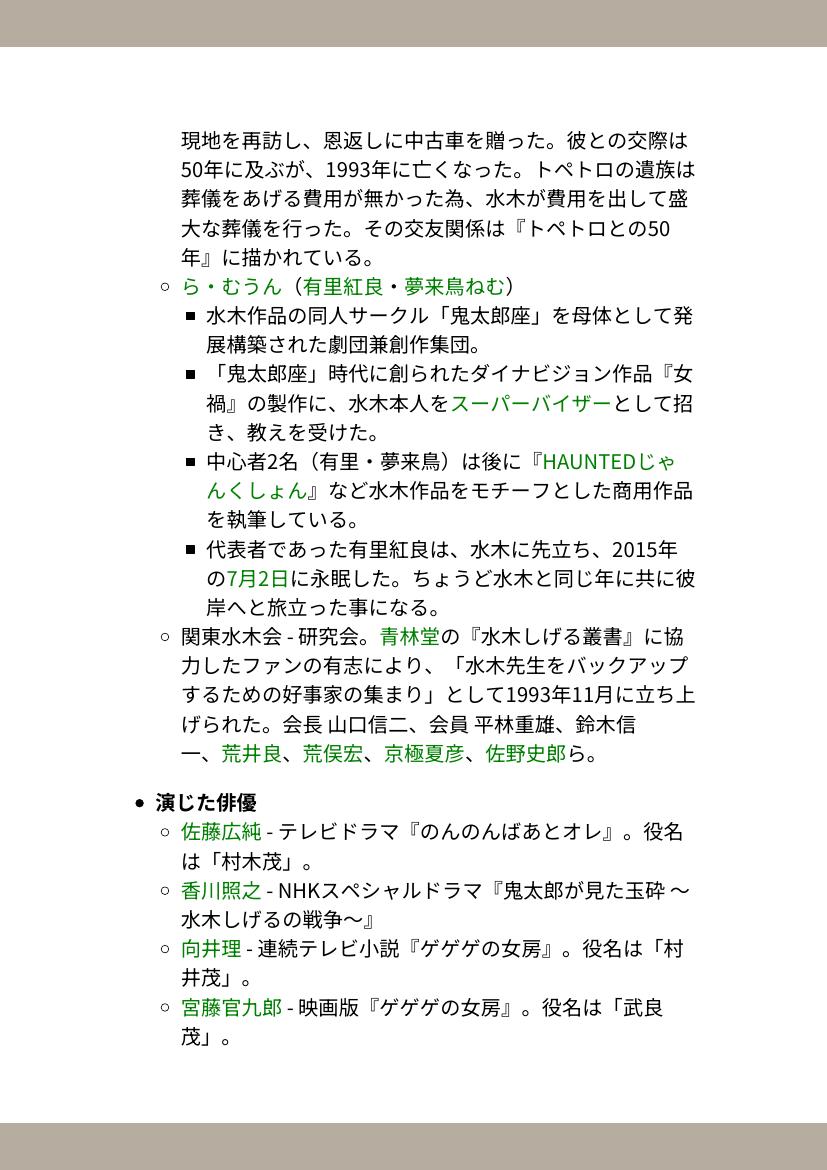 現地を再訪し、恩返しに中古車を贈った。彼との交際は
50年に及ぶが、1993年に亡くなった。トペトロの遺族は
葬儀をあげる費用が無かった為、水木が費用を出して盛
大な葬儀を行った。その交友関係は『トペトロとの50
年』に描かれている。
ら・むうん（有里紅良・夢来鳥ねむ）
水木作品の同人サークル「鬼太郎座」を母体として発
展構築された劇団兼創作集団。
「鬼太郎座」時代に創られたダイナビジョン作品『女
禍』の製作に、水木本人をスーパーバイザーとして招
き、教えを受けた。
中心者2名（有里・夢来鳥）は後に『HAUNTEDじゃ
んくしょん』など水木作品をモチーフとした商用作品
を執筆している。
代表者であった有里紅良は、水木に先立ち、2015年
の7月2日に永眠した。ちょうど水木と同じ年に共に彼
岸へと旅立った事になる。
関東水木会 - 研究会。青林堂の『水木しげる叢書』に協
力したファンの有志により、「水木先生をバックアップ
するための好事家の集まり」として1993年11月に立ち上
げられた。会長 山口信二、会員 平林重雄、鈴木信
一、荒井良、荒俣宏、京極夏彦、佐野史郎ら。
演じた俳優
佐藤広純 - テレビドラマ『のんのんばあとオレ』。役名
は「村木茂」。
香川照之 - NHKスペシャルドラマ『鬼太郎が見た玉砕 〜
水木しげるの戦争〜』
向井理 - 連続テレビ小説『ゲゲゲの女房』。役名は「村
井茂」。
宮藤官九郎 - 映画版『ゲゲゲの女房』。役名は「武良
茂」。